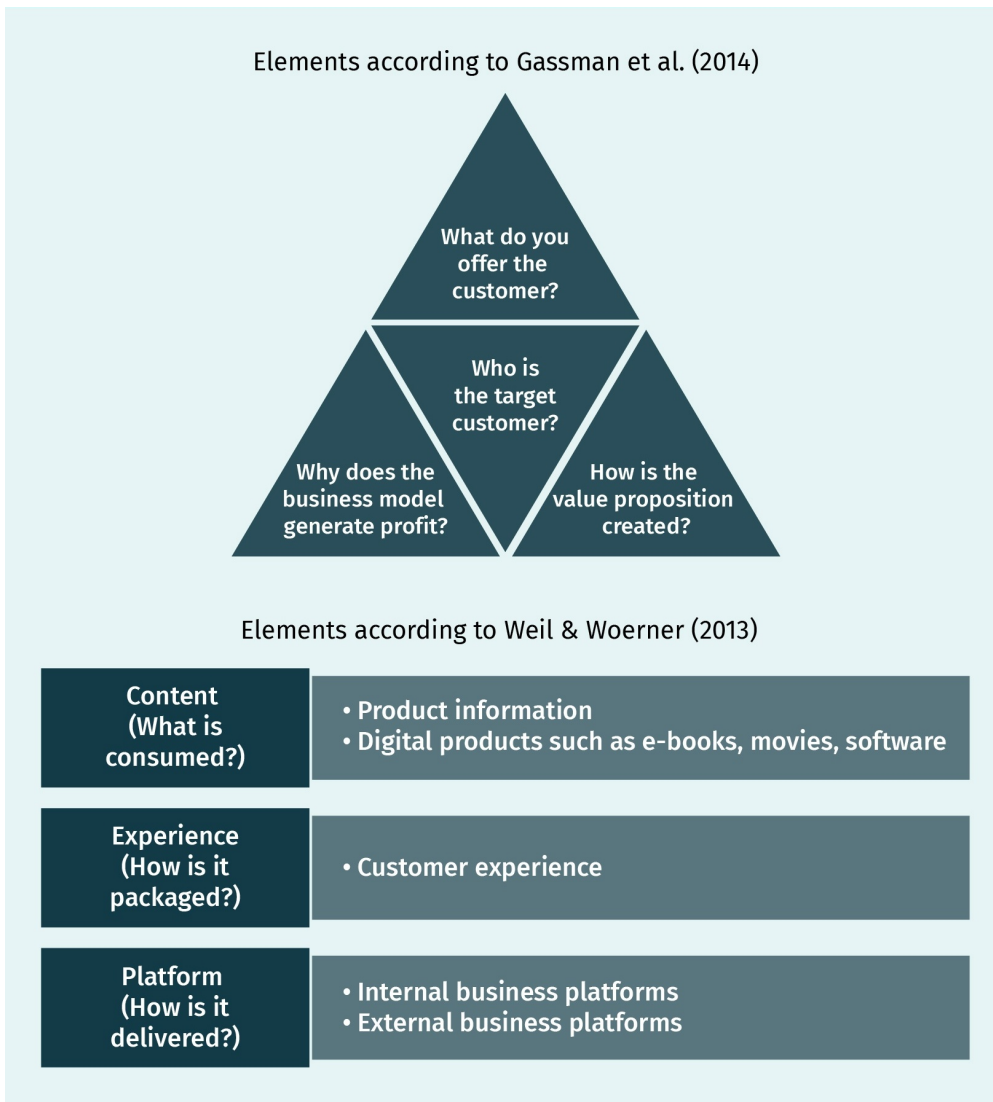 Elements according to Gassman et al. (2014)
What do you
offer the
customer?
Who is
the target
customer?
Why does the
business model
generate profit?
How is the
value proposition
created?
Elements according to Weil & Woerner (2013)
Content
(What is
consumed?)
• Product information
• Digital products such as e-books, movies, software
Experience
(How is it
packaged?)
• Customer experience
Platform
(How is it
delivered?)
• Internal business platforms
• External business platforms